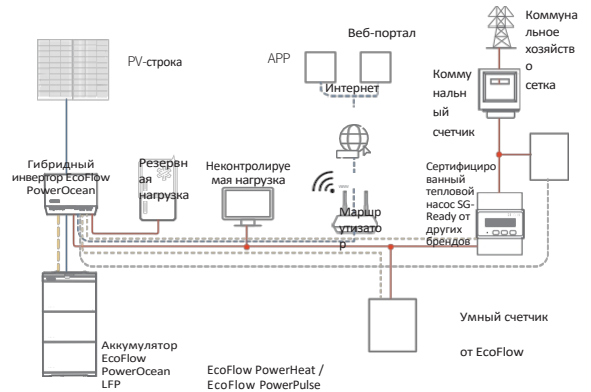 Коммуна
льное
хозяйств
о
сетка
Веб-портал
APP
PV-строка
Интернет
Комму
нальн
ый
счетчик
Гибридный
инвертор EcoFlow
PowerOcean
Резервн
ая
нагрузка
Неконтролируе
мая нагрузка
Маршр
утизато
р
Сертифициро
ванный
тепловой
насос SG-
Ready от
других
брендов
Умный счетчик
от EcoFlow
Аккумулятор
EcoFlow
PowerOcean
LFP
EcoFlow PowerHeat /
EcoFlow PowerPulse